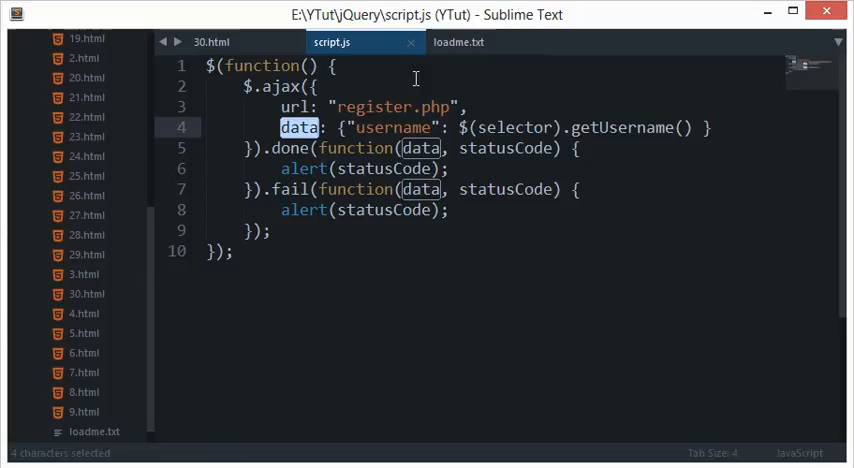 E:\YTut\jQuery\script.js (YTut) - Sublime Text
19.html
2.html
20.html
21.html
22.html
23.html
24.html
25.html
26.html
27.html
28.html
29.html
3.html
30.html
4.html
5.html
6.html
7.html
8.html
9.html
loadme.txt
30.html script.js loadme.txt
1 $(function() {
2 $.ajax({
3 url: "register.php",
4 data: {"username": $(selector).getUsername() }
5 }).done(function(data, statusCode) {
6 alert(statusCode);
7 }).fail(function(data, statusCode) {
8 alert(statusCode);
9 });
10 });
4 characters selected Tab Size: 4 JavaScript